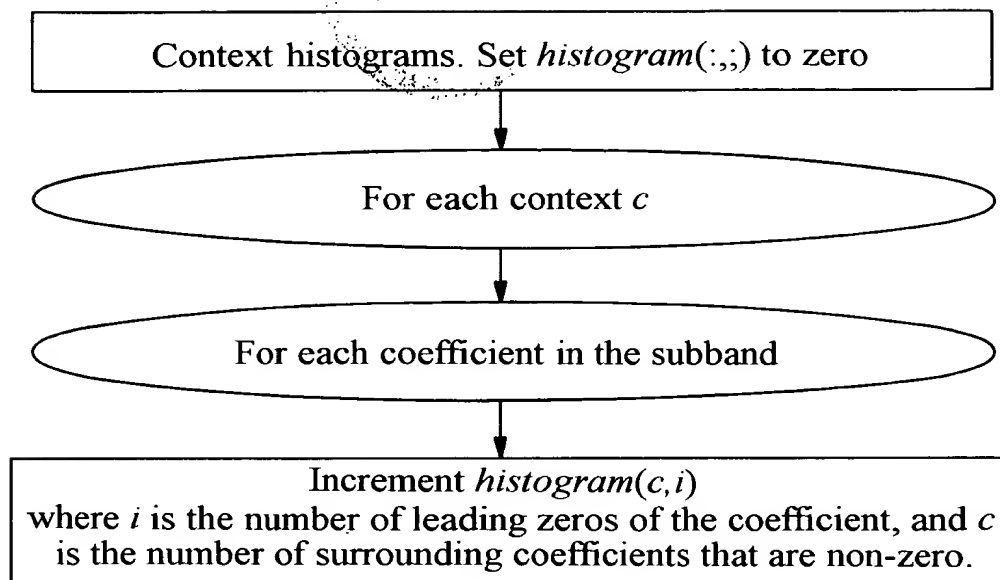 Context histograms. Set histogram(:,;) to zero
For each context c
For each coefficient in the subband
Increment histogram(c,i)
where i is the number of leading zeros of the coefficient, and c
is the number of surrounding coefficients that are non-zero.